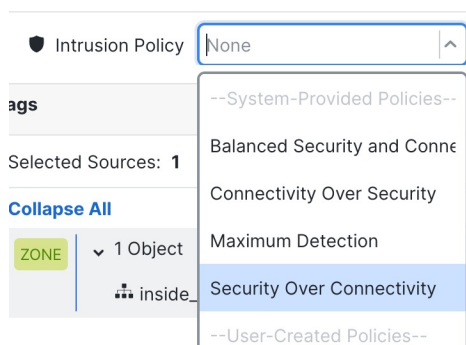 Intrusion Policy None
--System-Provided Policies--
ags
Balanced Security and Conne
Selected Sources: 1
Connectivity Over Security
Collapse All
Maximum Detection
ZONE 1 Object
Security Over Connectivity
inside_
--User-Created Policies--